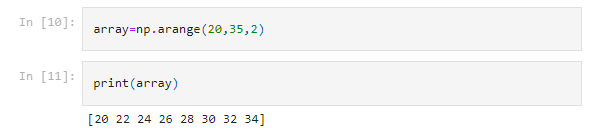 In [10]: array=np.arange(20,35,2)
In [11]: print(array)
[20 22 24 26 28 30 32 34]